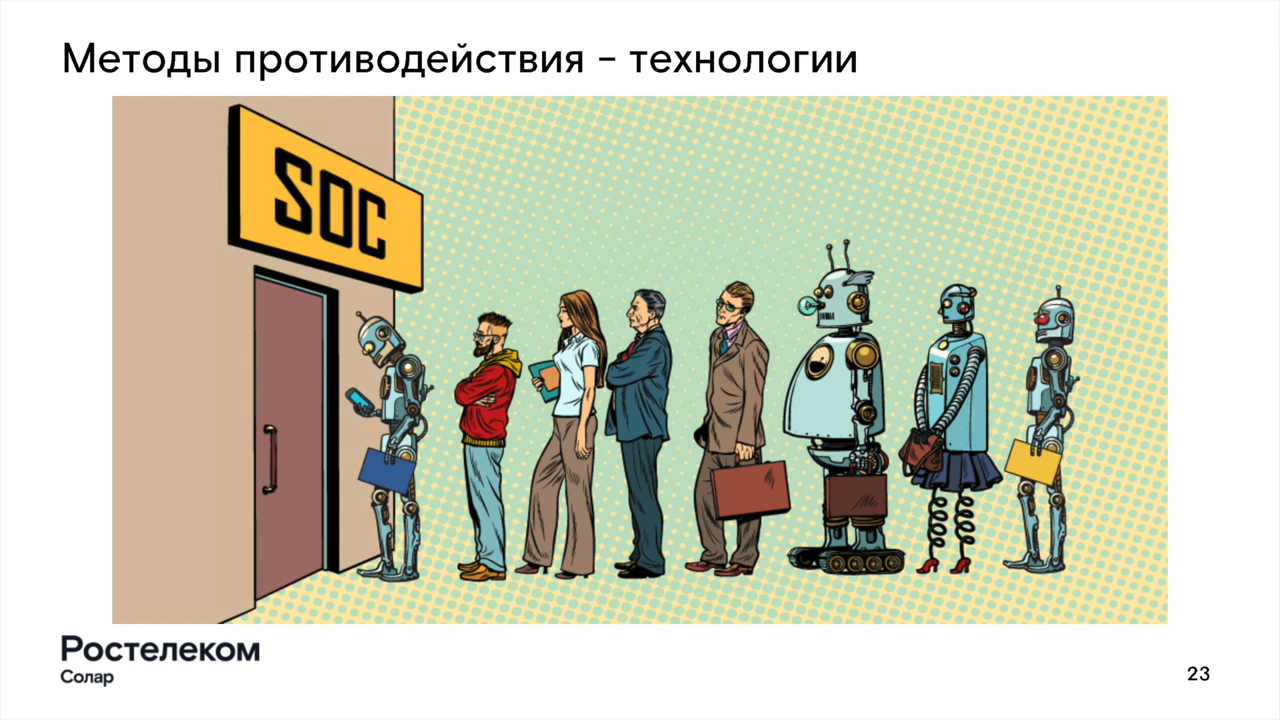 Методы противодействия – технологии
SOC
Ростелеком
Солар
23